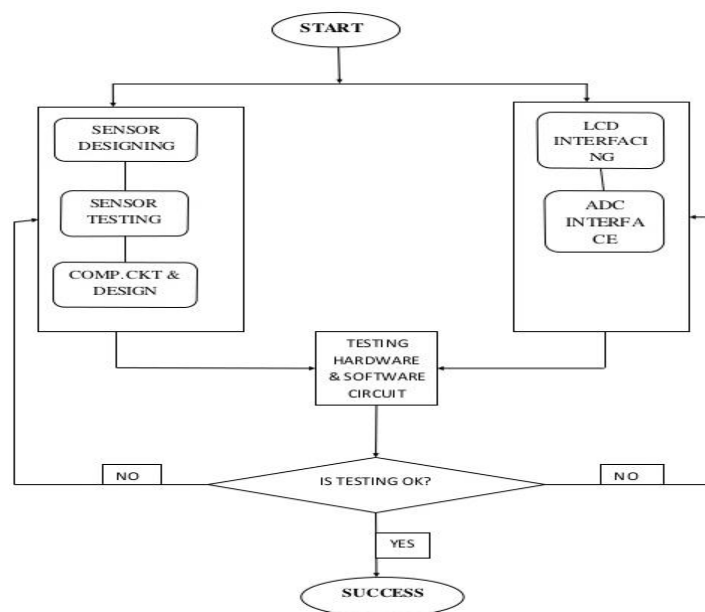 START
SENSOR
DESIGNING
SENSOR
TESTING
COMP.CKT &
DESIGN
LCD
INTERFACI
NG
ADC
INTERFA
CE
TESTING
HARDWARE
& SOFTWARE
CIRCUIT
NO
IS TESTING OK?
NO
YES
SUCCESS